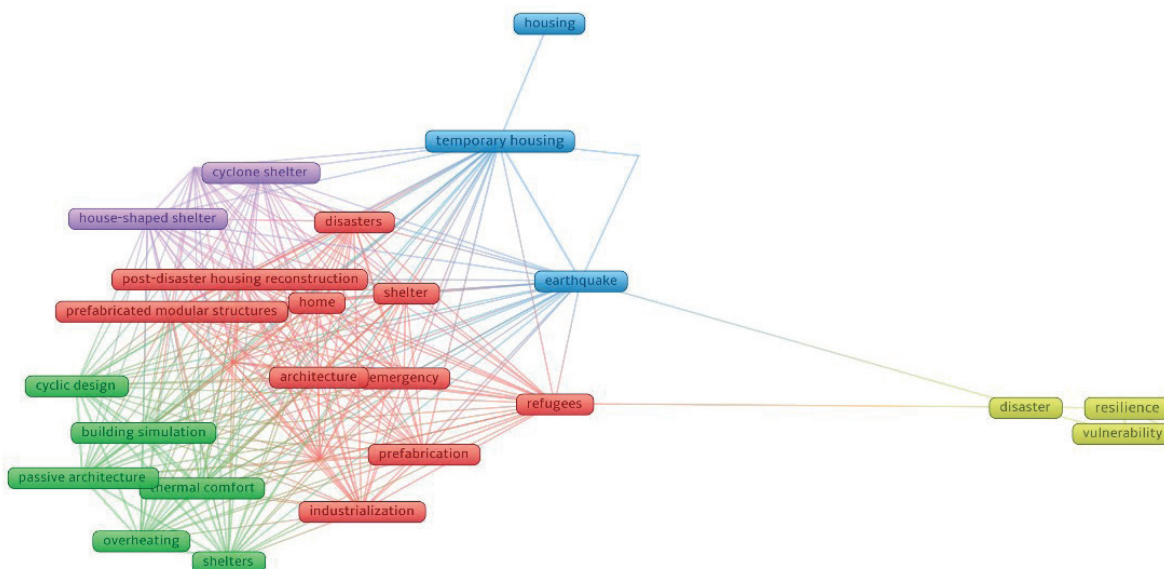 housing
temporary housing
cyclone shelter
house-shaped shelter
disasters
post-disaster housing reconstruction
earthquake
home
shelter
prefabricated modular structures
architecture
emergency
cyclic design
refugees
disaster
resilience
building simulation
vulnerability
prefabrication
passive architecture
thermal comfort
industrialization
overheating
shelters